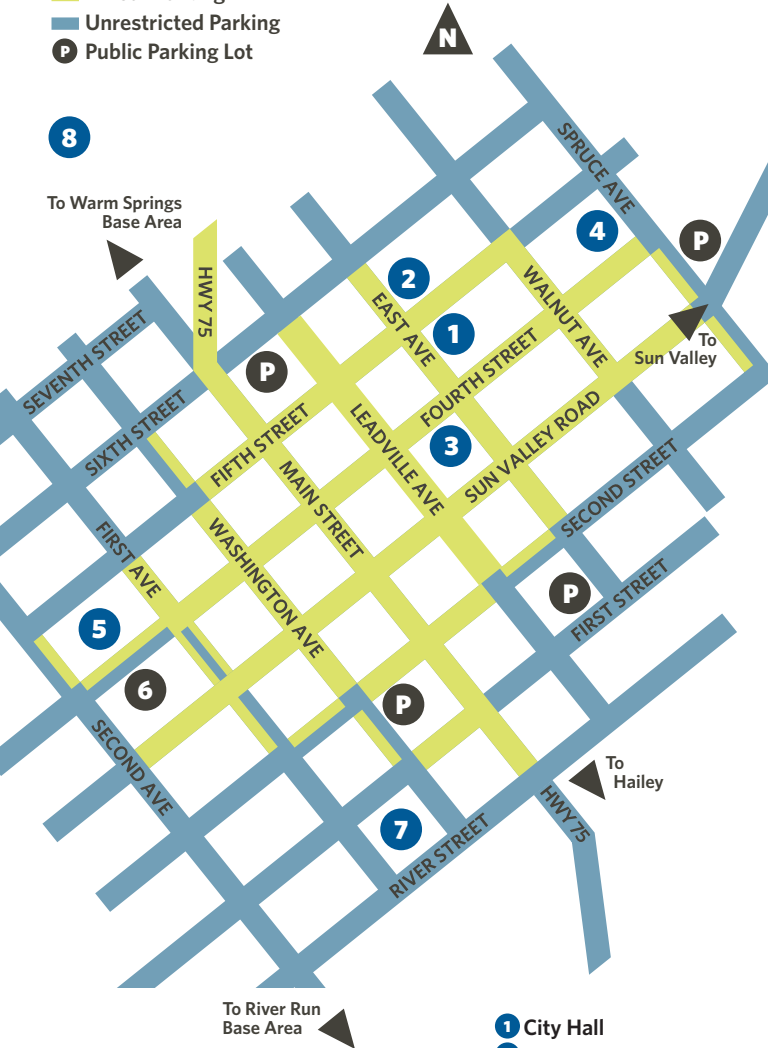 Unrestricted Parking
P Public Parking Lot
N
8
SPRUCE AVE
To Warm Springs
Base Area
4
P
HWY 75
2
EAST AVE
WALNUT AVE
1
To
Sun Valley
SEVENTH STREET
P
FOURTH STREET
SIXTH STREET
FIFTH STREET
LEADVILLE AVE
3
SUN VALLEY ROAD
MAIN STREET
SECOND STREET
FIRST AVE
WASHINGTON AVE
P
FIRST STREET
5
6
P
SECOND AVE
To
Hailey
HWY 75
7
RIVER STREET
To River Run
Base Area
1 City Hall